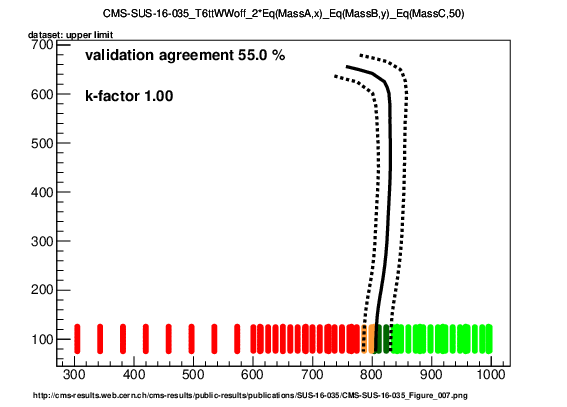 CMS-SUS-16-035_T6ttWWoff_2*Eq(MassA,x)_Eq(MassB,y)_Eq(MassC,50)
dataset: upper limit
700
validation agreement 55.0 %
600
k-factor 1.00
500
400
300
200
100
300 400 500 600 700 800 900 1000
http://cms-results.web.cern.ch/cms-results/public-results/publications/SUS-16-035/CMS-SUS-16-035_Figure_007.png